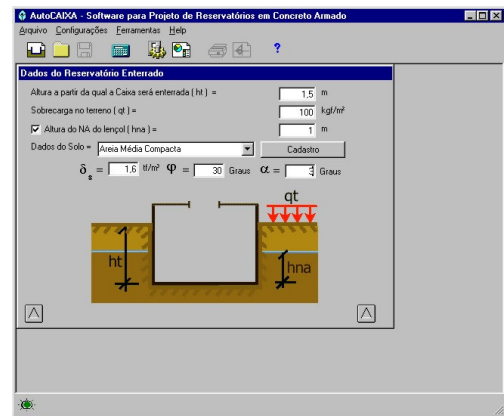 AutoCAIXA - Software para Projeto de Reservatórios em Concreto Armado
Arquivo Configurações Ferramentas Help
Dados do Reservatório Enterrado
Altura a partir da qual a Caixa será enterrada ( ht ) = 1,5 m
Sobrecarga no terreno ( qt ) = 100 kgf/m²
Altura do NA do lençol ( hna ) = 1 m
Dados do Solo = Areia Média Compacta Cadastro
δs = 1,6 tf/m² φ = 30 Graus α = 3 Graus
qt
ht
hna